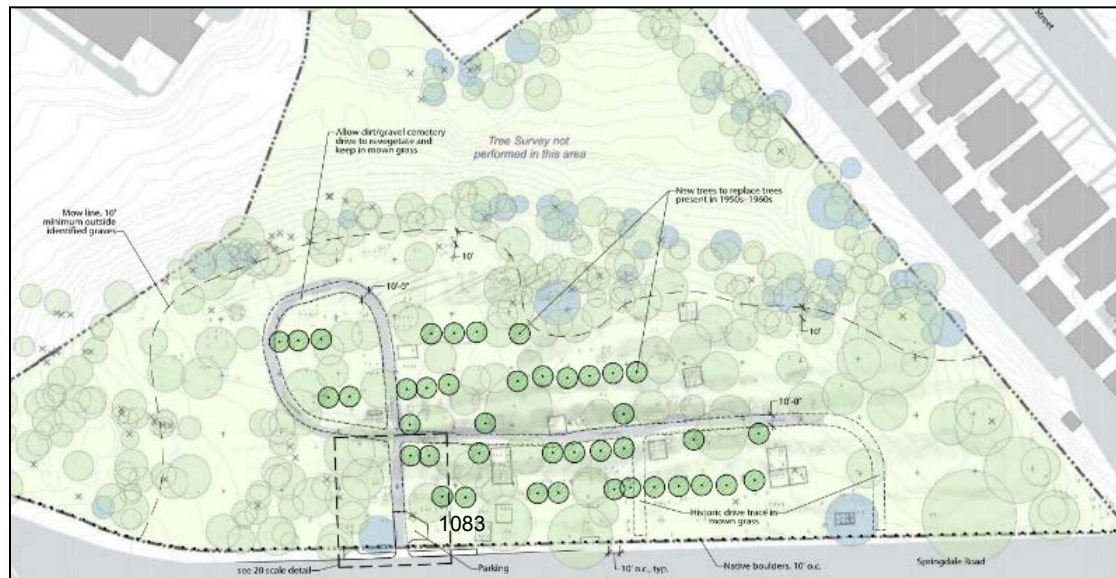 Street
Allow dirt/gravel cemetery
drive to revegetate and
keep in mown grass
Tree Survey not
performed in this area
New trees to replace trees
present in 1950s-1960s
Mow line, 10'
minimum outside
identified graves
10'
10'-0"
10'
10'-0"
Historic drive trace in
mown grass
1083
see 20 scale detail
Parking
10' o.c., typ.
Native boulders, 10' o.c.
Springdale Road